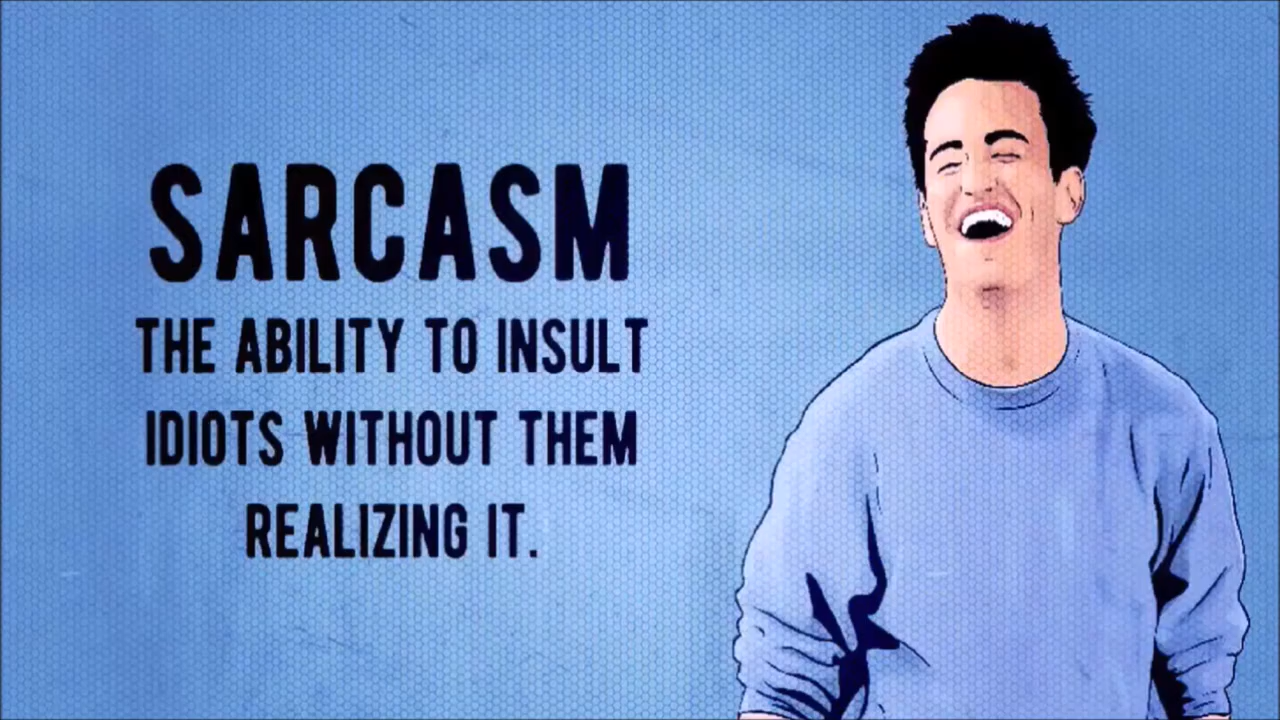 SARCASM
THE ABILITY TO INSULT
IDIOTS WITHOUT THEM
REALIZING IT.